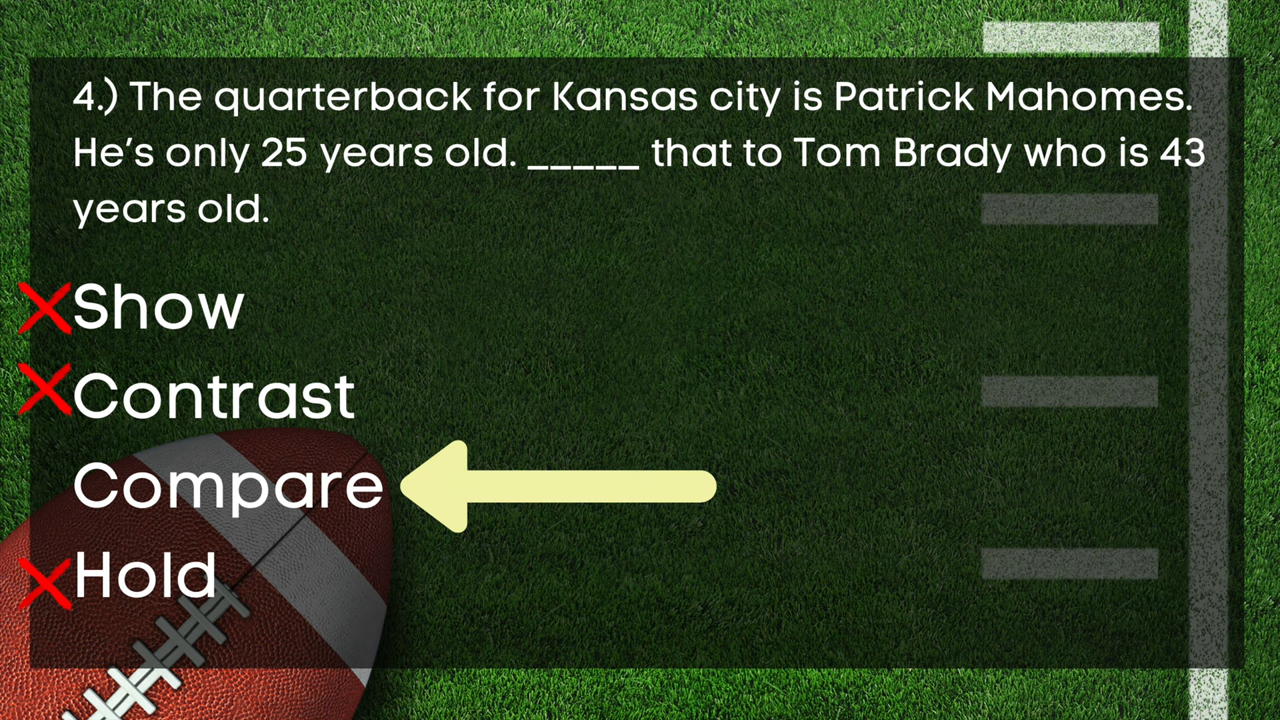 4.) The quarterback for Kansas city is Patrick Mahomes.
He’s only 25 years old. _____ that to Tom Brady who is 43
years old.
Show
Contrast
Compare
Hold